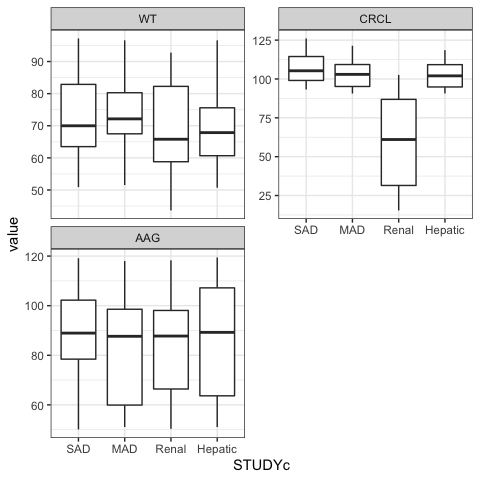 WT
CRCL
90
80
70
60
50
125
100
75
50
25
SAD MAD Renal Hepatic
value
AAG
120
100
80
60
SAD MAD Renal Hepatic
STUDYc